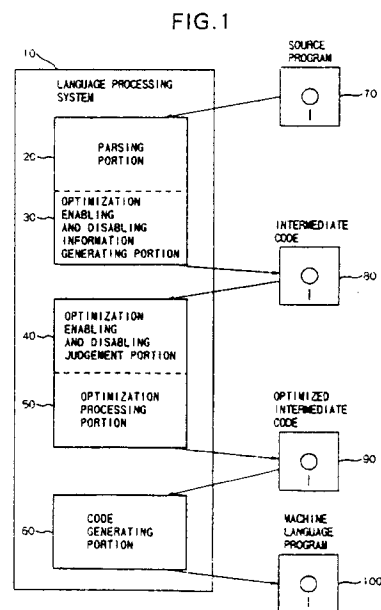 FIG.1
10
LANGUAGE PROCESSING
SYSTEM
SOURCE
PROGRAM
70
20
PARSING
PORTION
30
OPTIMIZATION
ENABLING
AND DISABLING
INFORMATION
GENERATING PORTION
INTERMEDIATE
CODE
80
40
OPTIMIZATION
ENABLING
AND DISABLING
JUDGEMENT PORTION
50
OPTIMIZATION
PROCESSING
PORTION
OPTIMIZED
INTERMEDIATE
CODE
90
60
CODE
GENERATING
PORTION
MACHINE
LANGUAGE
PROGRAM
100